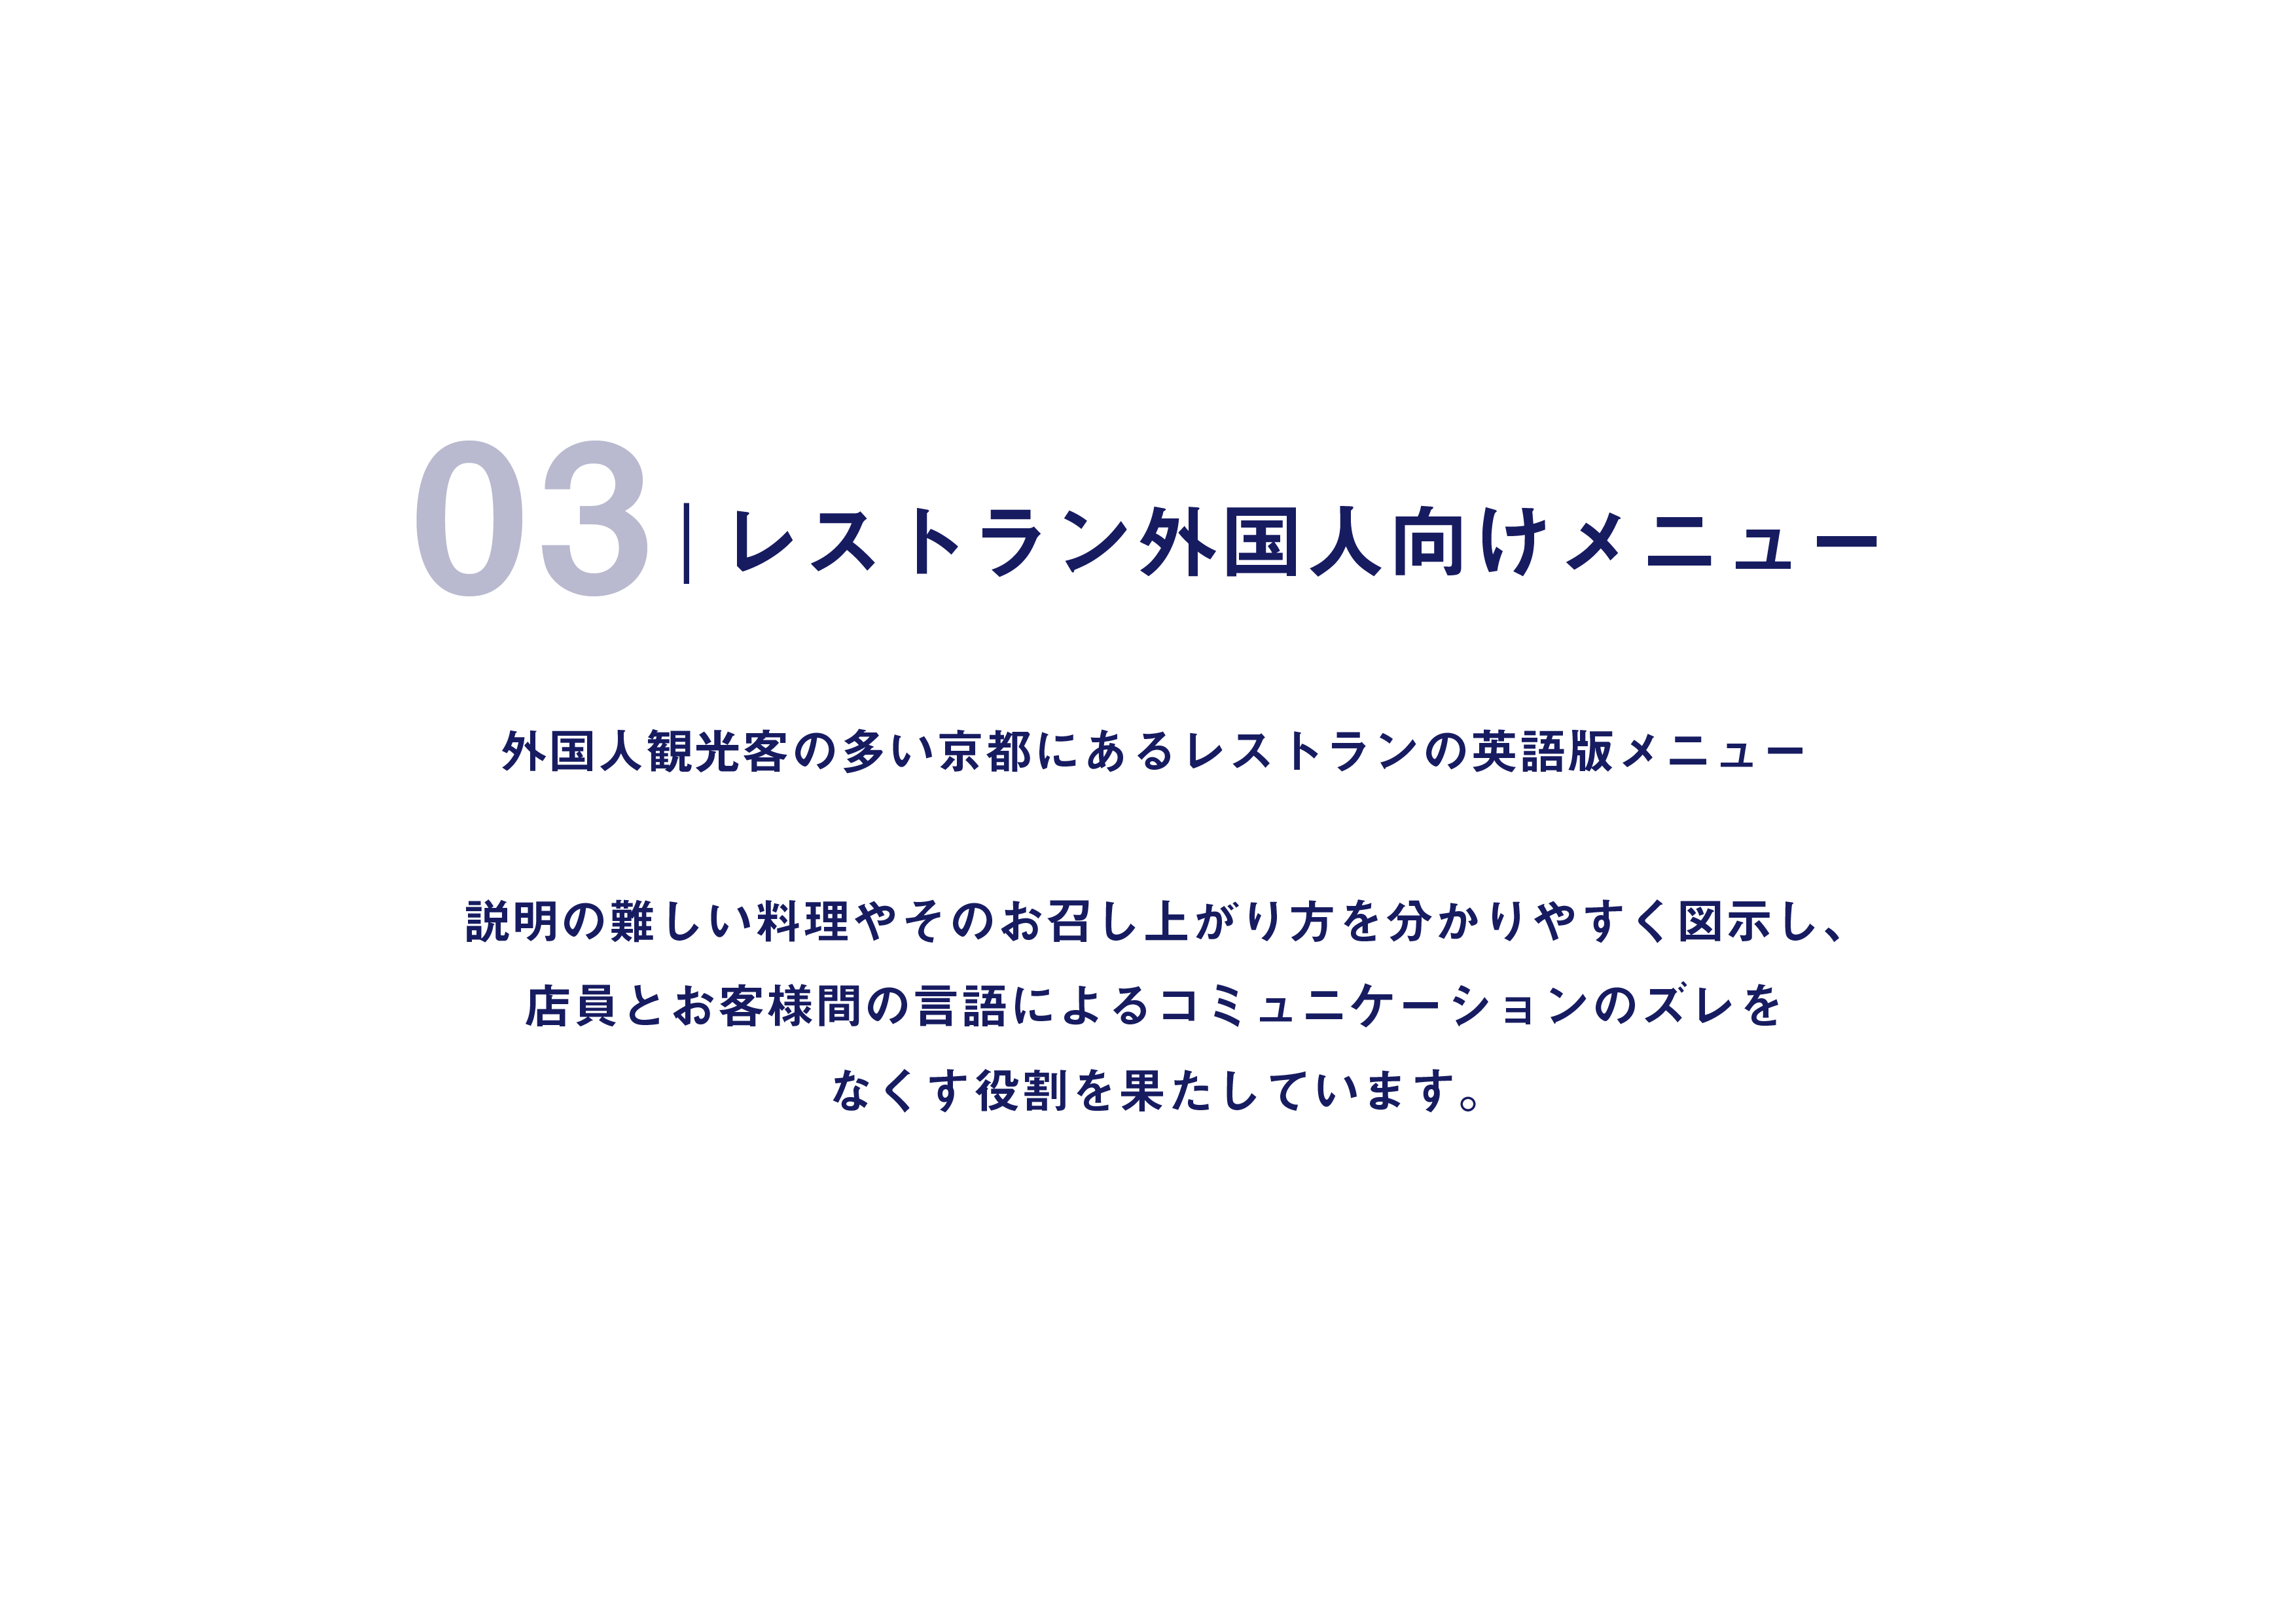 03 | レストラン外国人向けメニュー
外国人観光客の多い京都にあるレストランの英語版メニュー
説明の難しい料理やそのお召し上がり方を分かりやすく図示し、
店員とお客様間の言語によるコミュニケーションのズレを
なくす役割を果たしています。